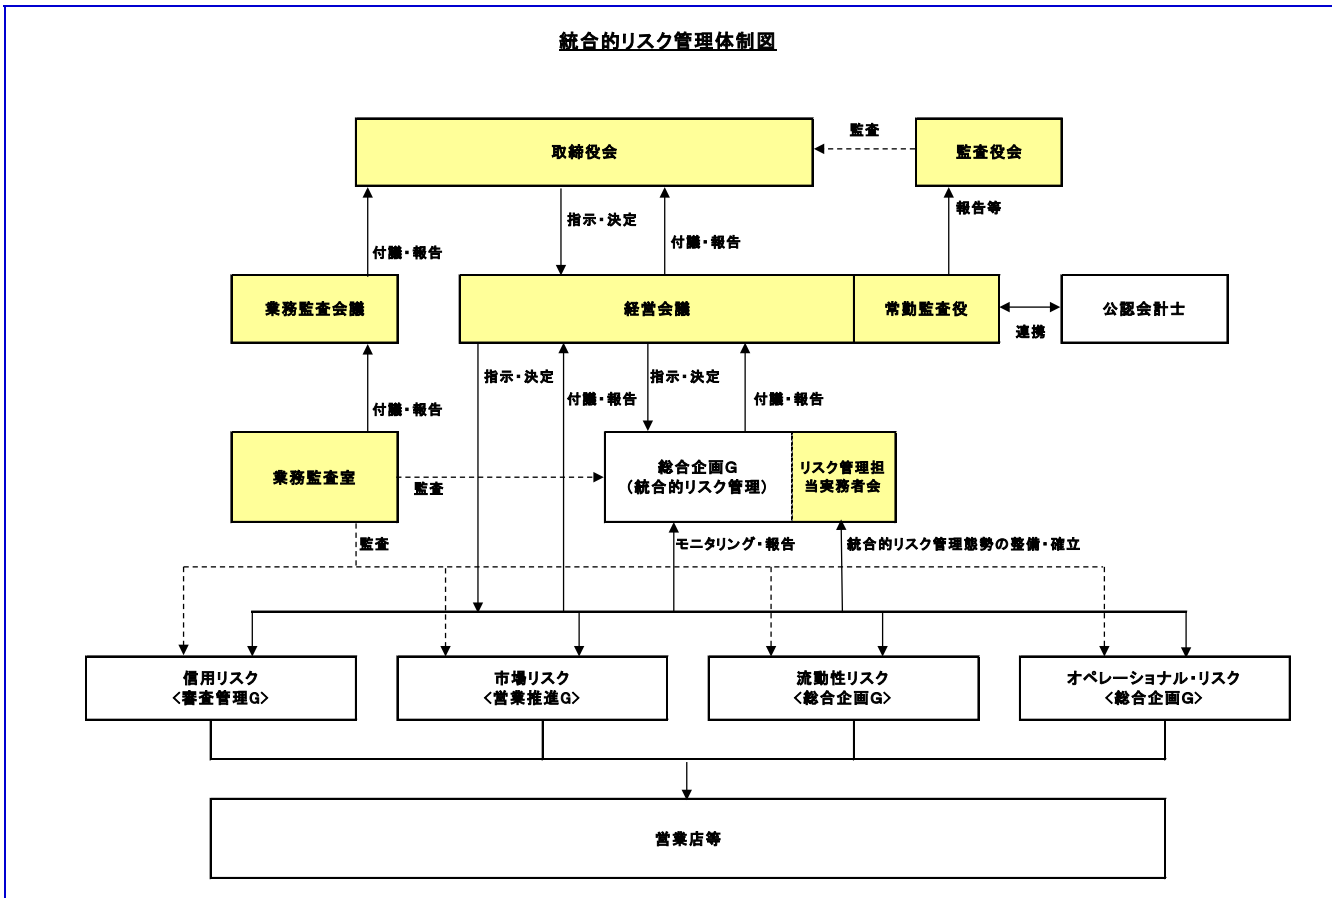 統合的リスク管理体制図
取締役会
監査
監査役会
指示・決定
付議・報告
報告等
付議・報告
業務監査会議
経営会議
常勤監査役
連携
公認会計士
指示・決定
付議・報告
指示・決定
付議・報告
付議・報告
業務監査室
監査
総合企画G
(統合的リスク管理)
リスク管理担
当実務者会
監査
モニタリング・報告
統合的リスク管理態勢の整備・確立
信用リスク
<審査管理G>
市場リスク
<営業推進G>
流動性リスク
<総合企画G>
オペレーショナル・リスク
<総合企画G>
営業店等